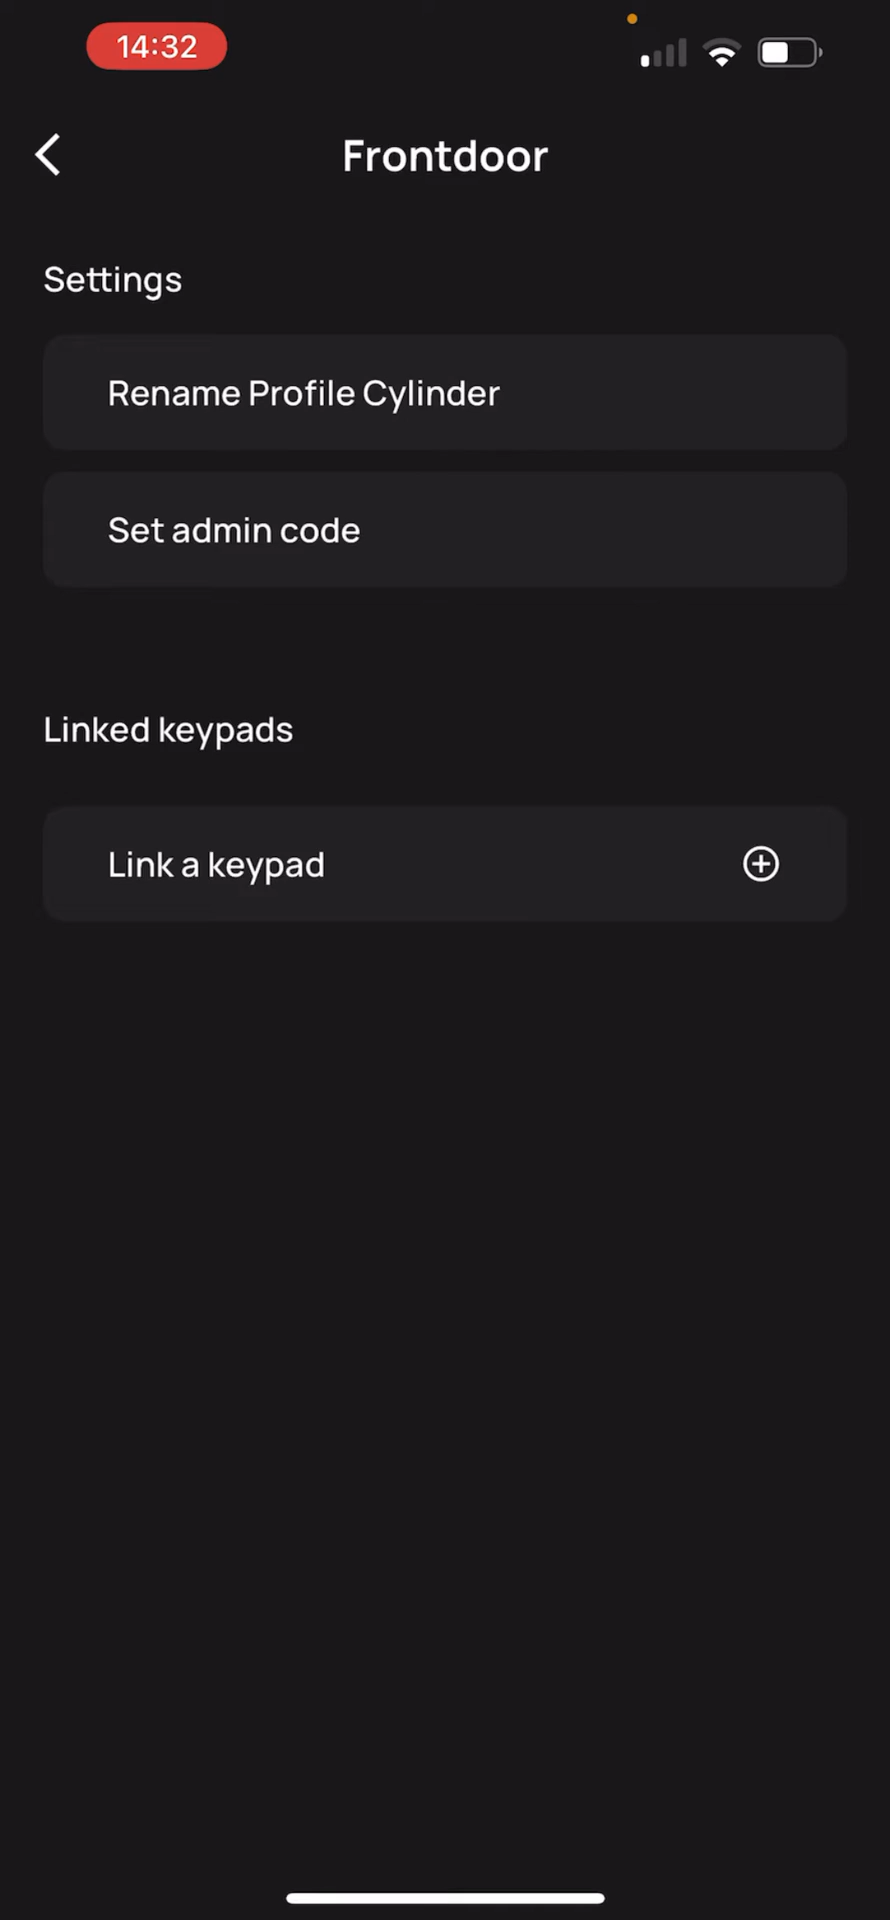 14:32
Frontdoor
Settings
Rename Profile Cylinder
Set admin code
Linked keypads
Link a keypad